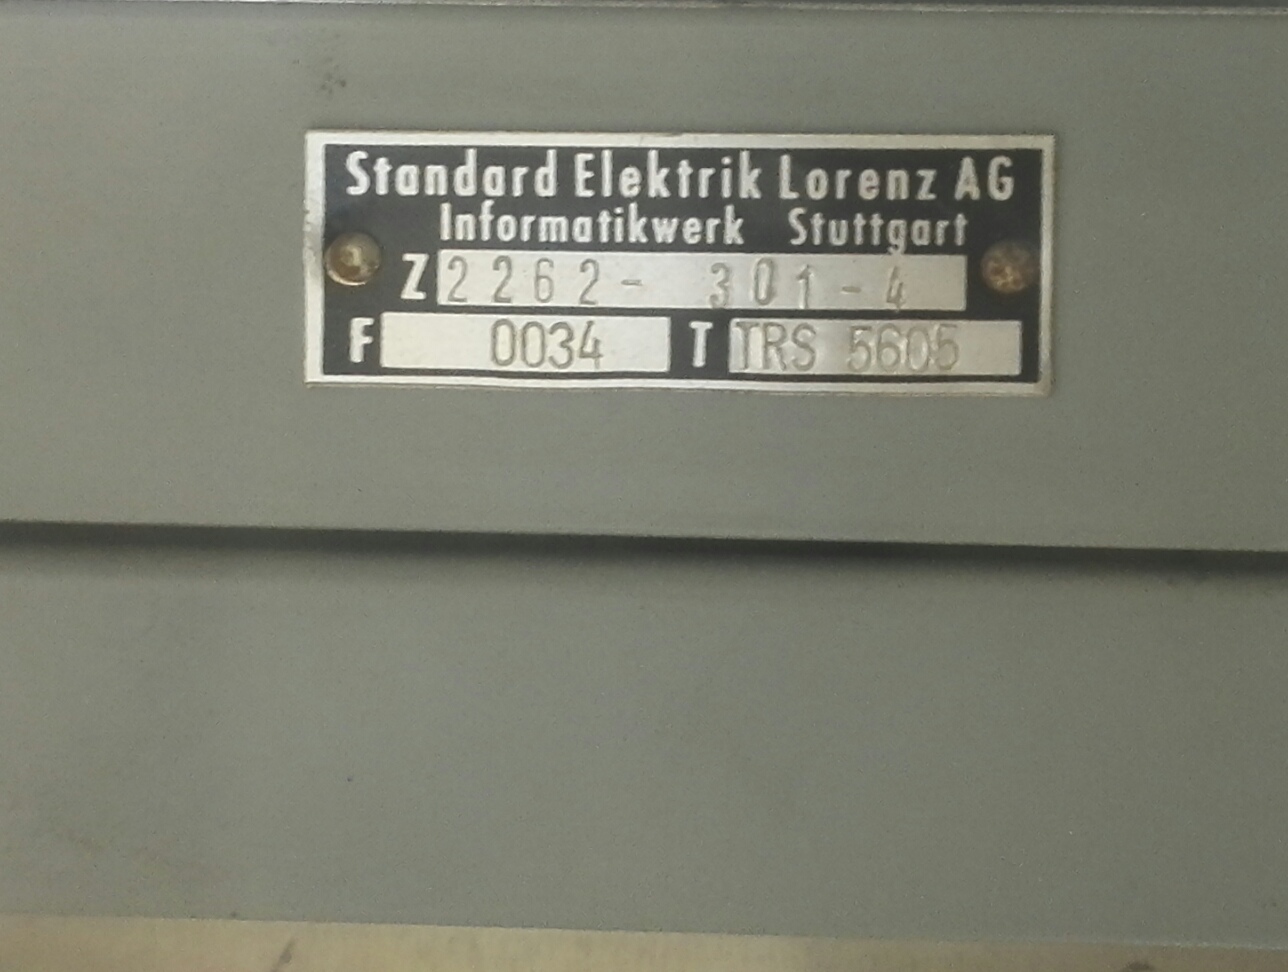 Standard Elektrik Lorenz AG
Informatikwerk Stuttgart
Z 2262- 301-4
F 0034 T TRS 5605